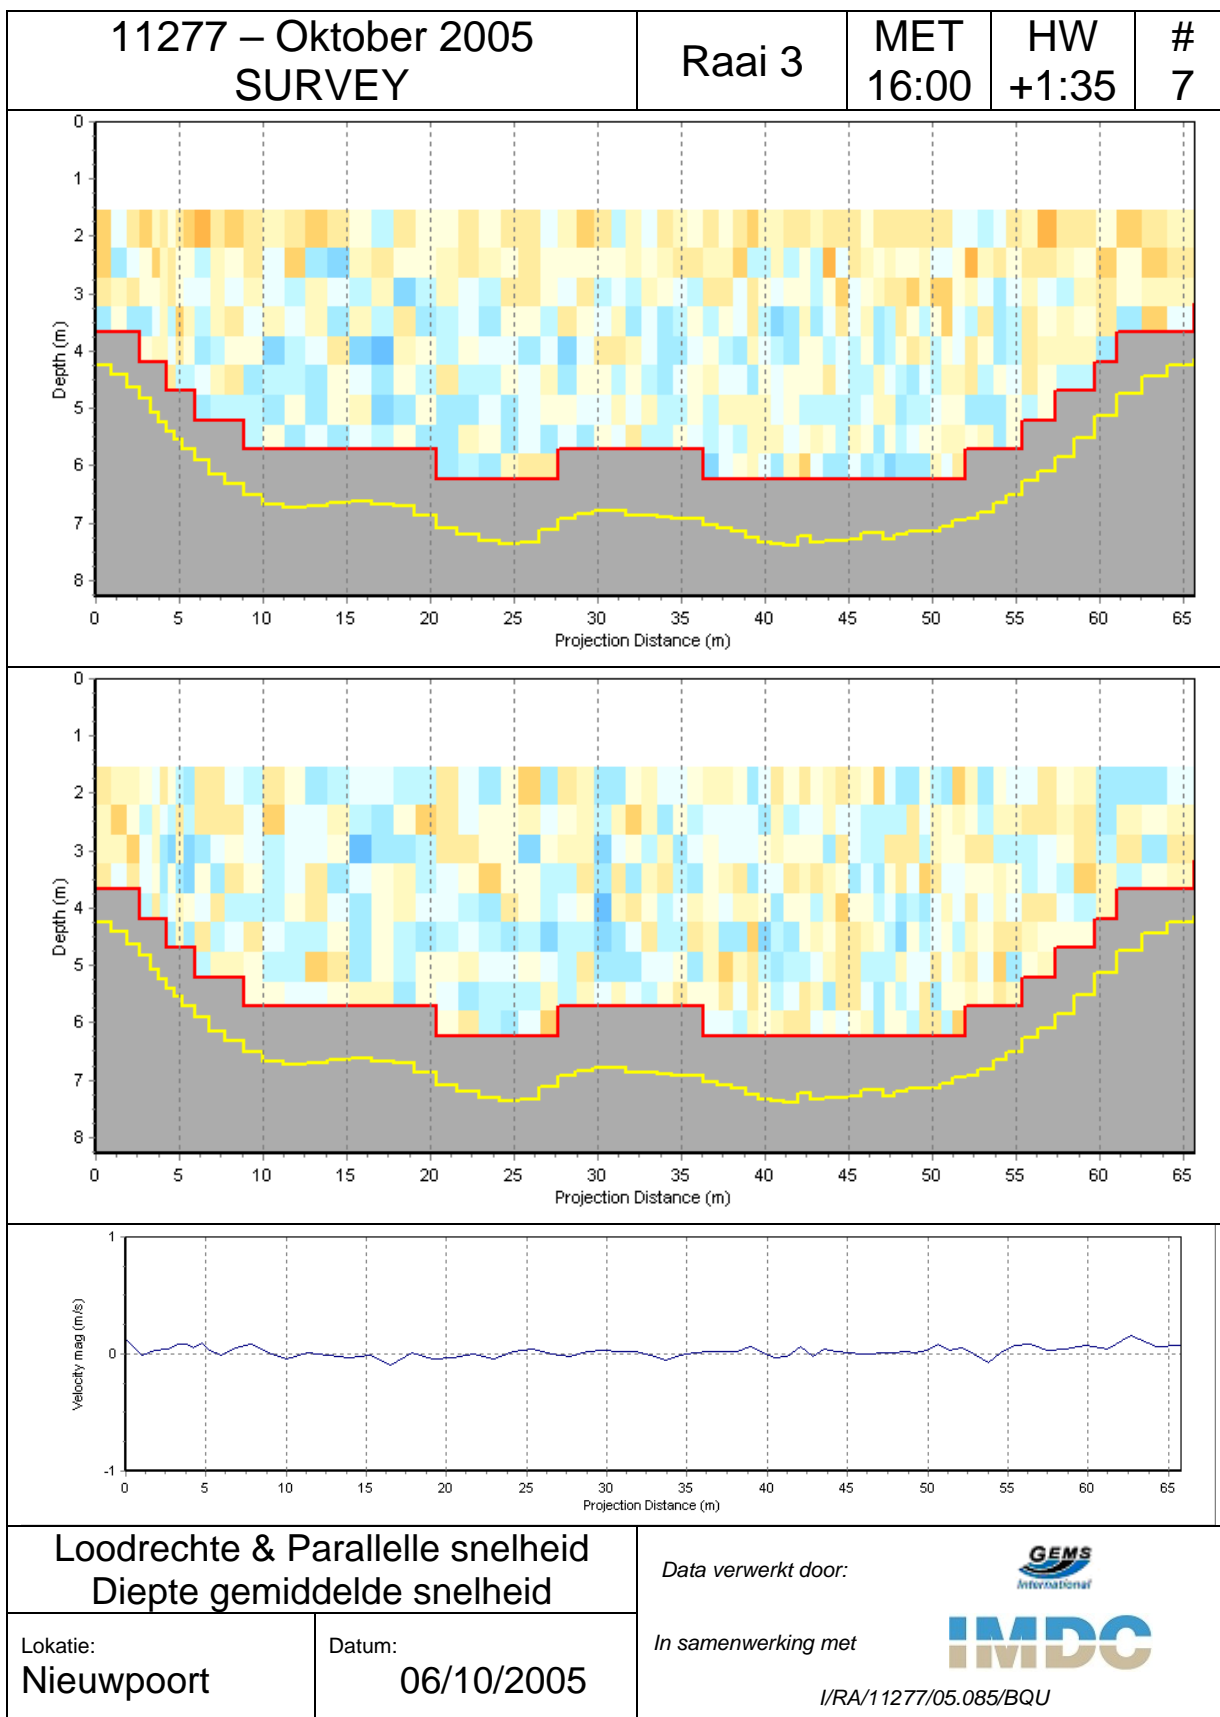 11277 – Oktober 2005
SURVEY
Raai 3
MET
16:00
HW
+1:35
#
7
0
1
2
3
4
5
6
7
8
Depth (m)
0 5 10 15 20 25 30 35 40 45 50 55 60 65
Projection Distance (m)
0
1
2
3
4
5
6
7
8
Depth (m)
0 5 10 15 20 25 30 35 40 45 50 55 60 65
Projection Distance (m)
1
0
-1
Velocity mag (m/s)
0 5 10 15 20 25 30 35 40 45 50 55 60 65
Projection Distance (m)
Loodrechte & Parallelle snelheid
Diepte gemiddelde snelheid
Lokatie:
Nieuwpoort
Datum:
06/10/2005
Data verwerkt door:
GEMS
International
In samenwerking met
IMDC
I/RA/11277/05.085/BQU